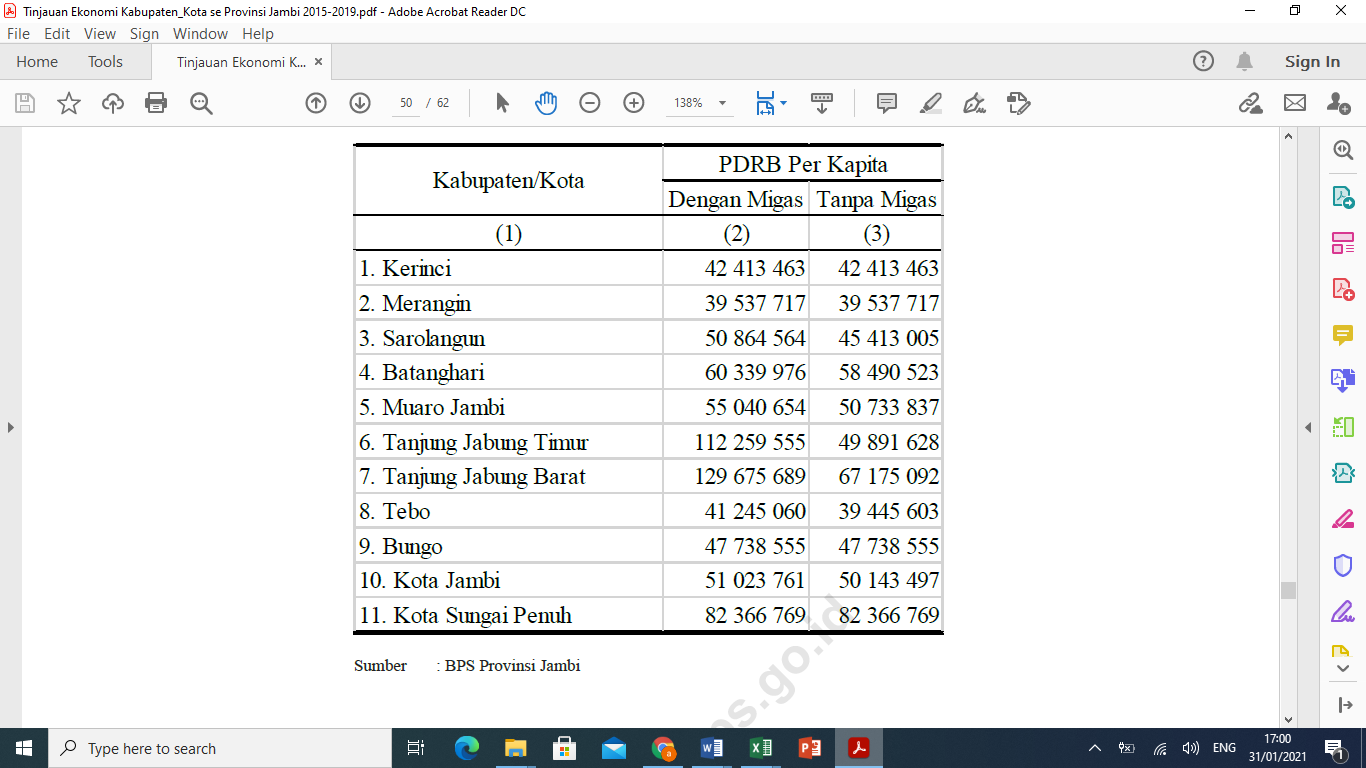 Tinjauan Ekonomi Kabupaten_Kota se Provinsi Jambi 2015-2019.pdf - Adobe Acrobat Reader DC
File Edit View Sign Window Help
Home Tools Tinjauan Ekonomi K... × Sign In
50 / 62 138%
Kabupaten/Kota PDRB Per Kapita
Dengan Migas Tanpa Migas
(1) (2) (3)
1. Kerinci 42 413 463 42 413 463
2. Merangin 39 537 717 39 537 717
3. Sarolangun 50 864 564 45 413 005
4. Batanghari 60 339 976 58 490 523
5. Muaro Jambi 55 040 654 50 733 837
6. Tanjung Jabung Timur 112 259 555 49 891 628
7. Tanjung Jabung Barat 129 675 689 67 175 092
8. Tebo 41 245 060 39 445 603
9. Bungo 47 738 555 47 738 555
10. Kota Jambi 51 023 761 50 143 497
11. Kota Sungai Penuh 82 366 769 82 366 769
Sumber : BPS Provinsi Jambi
ps.go.id
Type here to search
ENG
17:00
31/01/2021
1